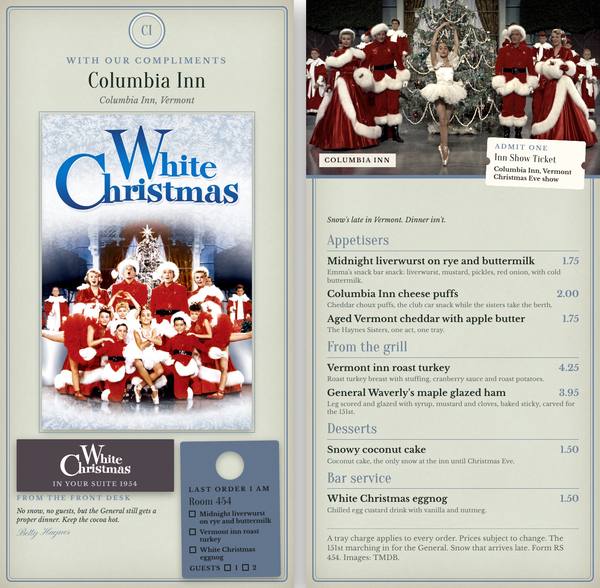 CI
WITH OUR COMPLIMENTS
Columbia Inn
Columbia Inn, Vermont
White
Christmas
White
Christmas
IN YOUR SUITE 1954
FROM THE FRONT DESK
No snow, no guests, but the General still gets a
proper dinner. Keep the cocoa hot.
Betty Haynes
LAST ORDER 1 AM
Room 454
Midnight liverwurst
on rye and buttermilk
Vermont inn roast
turkey
White Christmas
eggnog
GUESTS 1 2
COLUMBIA INN
ADMIT ONE
Inn Show Ticket
Columbia Inn, Vermont
Christmas Eve show
Snow's late in Vermont. Dinner isn't.
Appetisers
Midnight liverwurst on rye and buttermilk 1.75
Emma's snack bar snack: liverwurst, mustard, pickles, red onion, with cold
buttermilk.
Columbia Inn cheese puffs 2.00
Cheddar choux puffs, the club car snack while the sisters take the berth.
Aged Vermont cheddar with apple butter 1.75
The Haynes Sisters, one act, one tray.
From the grill
Vermont inn roast turkey 4.25
Roast turkey breast with stuffing, cranberry sauce and roast potatoes.
General Waverly's maple glazed ham 3.95
Leg scored and glazed with syrup, mustard and cloves, baked sticky, carved for
the 151st.
Desserts
Snowy coconut cake 1.50
Coconut cake, the only snow at the inn until Christmas Eve.
Bar service
White Christmas eggnog 1.50
Chilled egg custard drink with vanilla and nutmeg.
A tray charge applies to every order. Prices subject to change. The
151st marching in for the General. Snow that arrives late. Form RS
454. Images: TMDB.